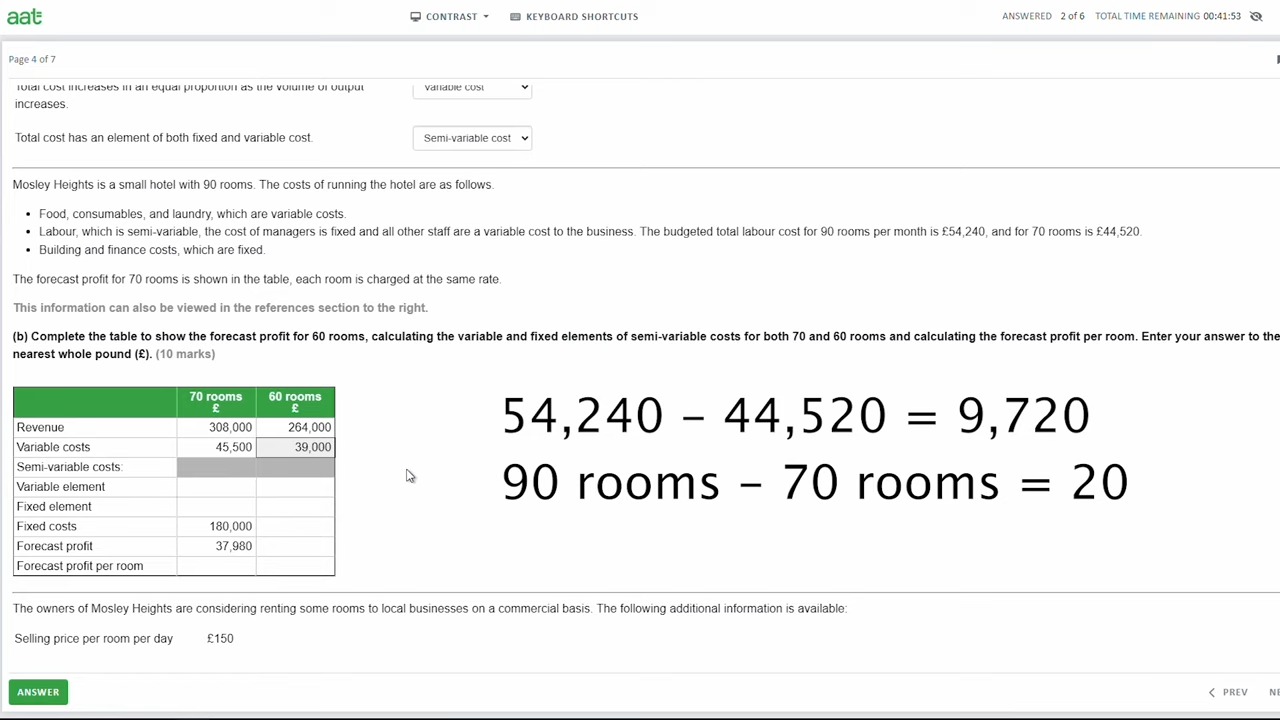 aat
CONTRAST
KEYBOARD SHORTCUTS
ANSWERED 2 of 6 TOTAL TIME REMAINING 00:41:53
Page 4 of 7
Total cost increases in an equal proportion as the volume of output
increases.
Variable cost
Total cost has an element of both fixed and variable cost.
Semi-variable cost
Mosley Heights is a small hotel with 90 rooms. The costs of running the hotel are as follows.
• Food, consumables, and laundry, which are variable costs.
• Labour, which is semi-variable, the cost of managers is fixed and all other staff are a variable cost to the business. The budgeted total labour cost for 90 rooms per month is £54,240, and for 70 rooms is £44,520.
• Building and finance costs, which are fixed.
The forecast profit for 70 rooms is shown in the table, each room is charged at the same rate.
This information can also be viewed in the references section to the right.
(b) Complete the table to show the forecast profit for 60 rooms, calculating the variable and fixed elements of semi-variable costs for both 70 and 60 rooms and calculating the forecast profit per room. Enter your answer to the
nearest whole pound (£). (10 marks)
70 rooms 60 rooms
£ £
Revenue 308,000 264,000
Variable costs 45,500 39,000
Semi-variable costs:
Variable element
Fixed element
Fixed costs 180,000
Forecast profit 37,980
Forecast profit per room
54,240 – 44,520 = 9,720
90 rooms – 70 rooms = 20
The owners of Mosley Heights are considering renting some rooms to local businesses on a commercial basis. The following additional information is available:
Selling price per room per day £150
ANSWER
PREV
NE